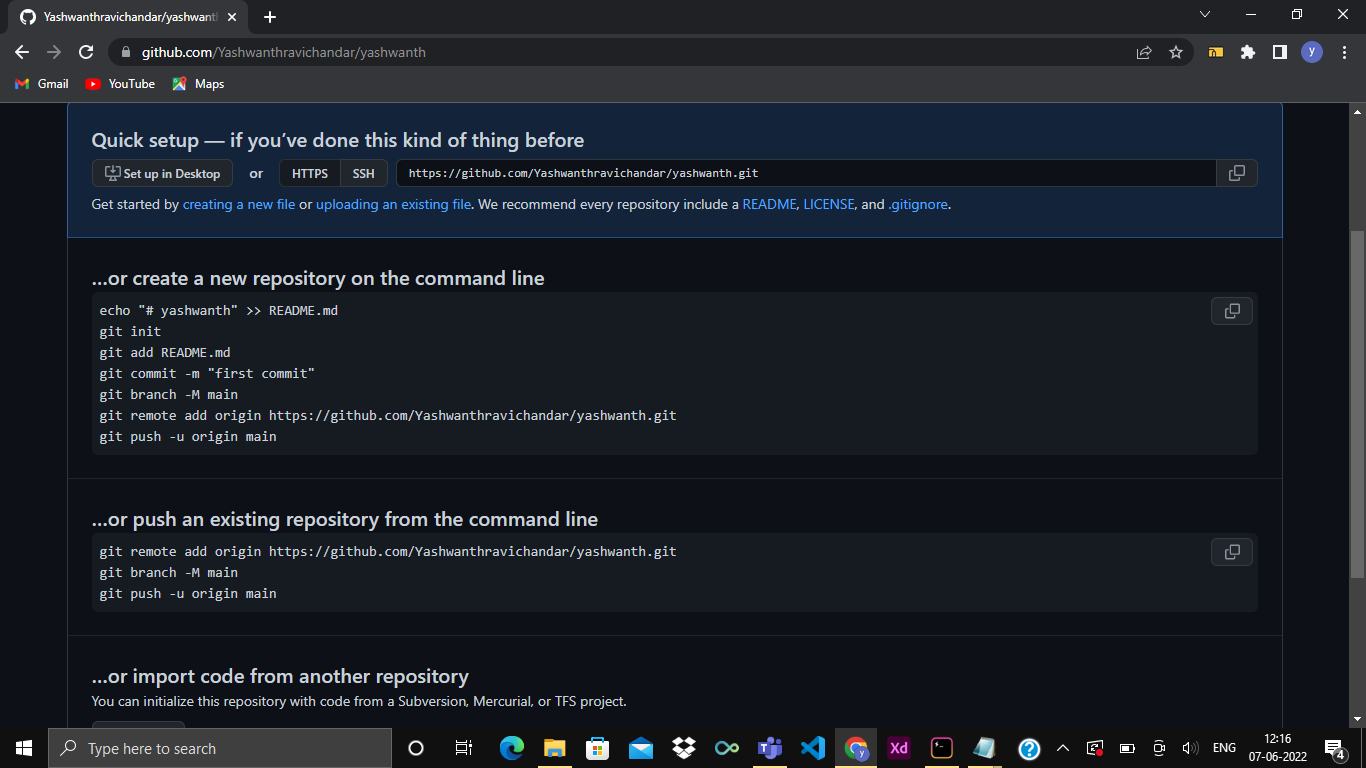 Yashwanthravichandar/yashwant
github.com/Yashwanthravichandar/yashwanth
y
Gmail
YouTube
Maps
Quick setup — if you’ve done this kind of thing before
Set up in Desktop
or
HTTPS
SSH
https://github.com/Yashwanthravichandar/yashwanth.git
Get started by creating a new file or uploading an existing file. We recommend every repository include a README, LICENSE, and .gitignore.
…or create a new repository on the command line
echo "# yashwanth" >> README.md
git init
git add README.md
git commit -m "first commit"
git branch -M main
git remote add origin https://github.com/Yashwanthravichandar/yashwanth.git
git push -u origin main
…or push an existing repository from the command line
git remote add origin https://github.com/Yashwanthravichandar/yashwanth.git
git branch -M main
git push -u origin main
…or import code from another repository
You can initialize this repository with code from a Subversion, Mercurial, or TFS project.
Type here to search
y
Xd
ENG
12:16
07-06-2022
4